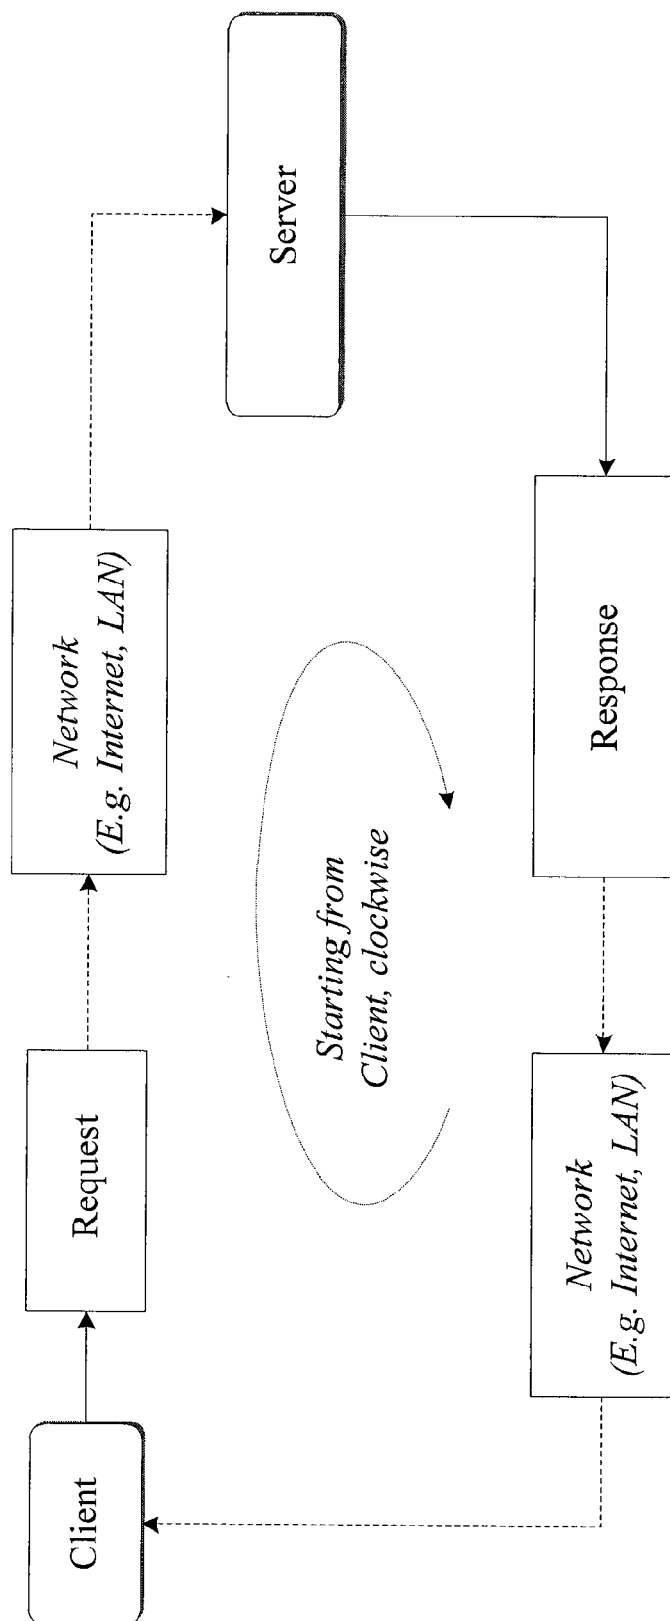 Client
Request
Network
(E.g. Internet, LAN)
Server
Starting from
Client, clockwise
Response
Network
(E.g. Internet, LAN)